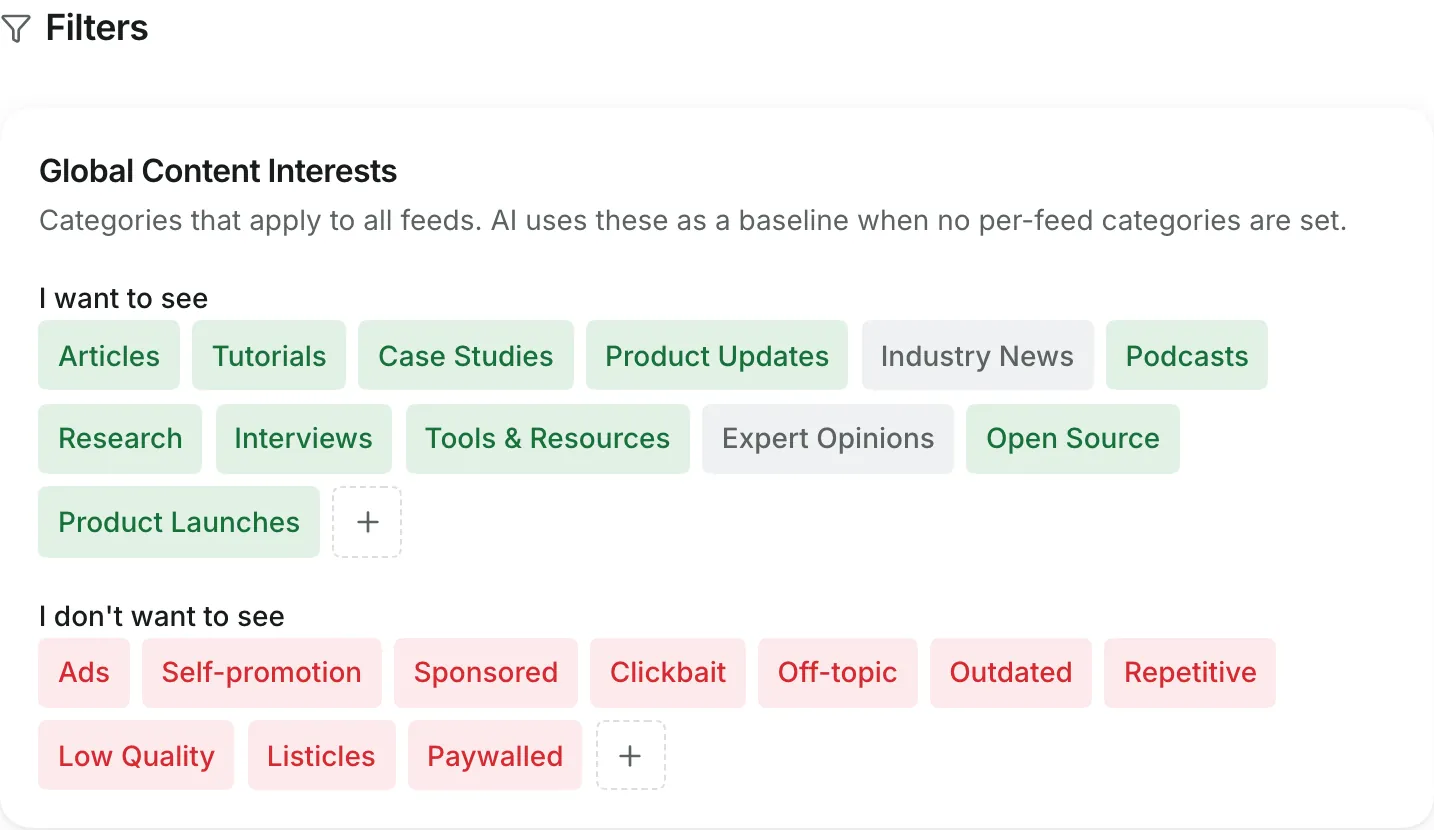 Filters
Global Content Interests
Categories that apply to all feeds. AI uses these as a baseline when no per-feed categories are set.
I want to see
Articles Tutorials Case Studies Product Updates Industry News Podcasts
Research Interviews Tools & Resources Expert Opinions Open Source
Product Launches +
I don't want to see
Ads Self-promotion Sponsored Clickbait Off-topic Outdated Repetitive
Low Quality Listicles Paywalled +